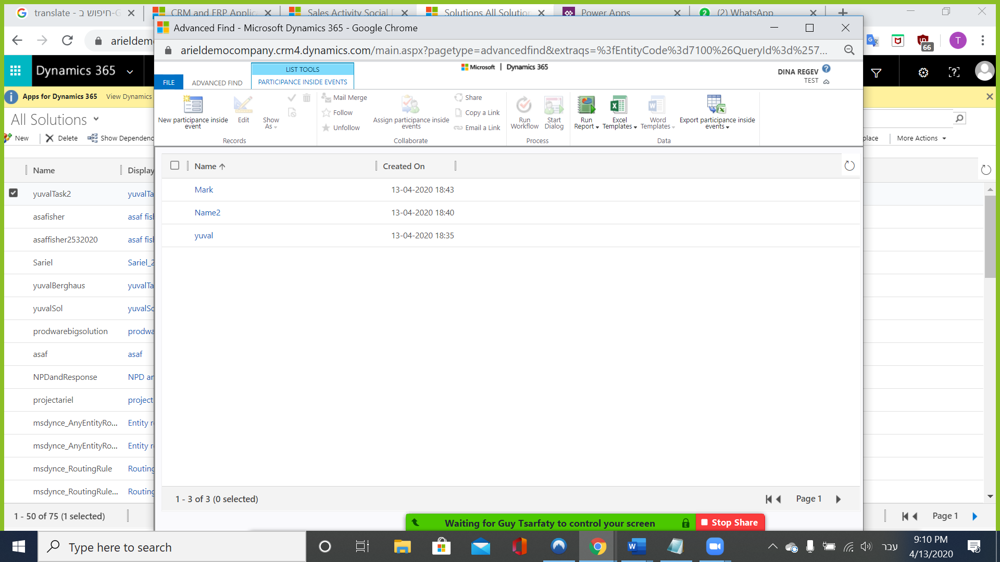 translate - חיפוש ב-G
CRM and ERP Applic
Sales Activity Social
Solutions All Solution
Power Apps
(2) WhatsApp
Advanced Find - Microsoft Dynamics 365 - Google Chrome
arieldemo
arieldemocompany.crm4.dynamics.com/main.aspx?pagetype=advancedfind&extraqs=%3fEntityCode%3d7100%26QueryId%3d%257...
66
T
Dynamics 365
LIST TOOLS
Microsoft | Dynamics 365
DINA REGEV
TEST
FILE
ADVANCED FIND
PARTICIPANCE INSIDE EVENTS
Apps for Dynamics 365 View Dynamics
New participance inside event
Edit
Show As
Mail Merge
Follow
Unfollow
Assign participance inside events
Share
Copy a Link
Email a Link
Run Workflow
Start Dialog
Run Report
Excel Templates
Word Templates
Export participance inside events
Records
Collaborate
Process
Data
All Solutions
New
Delete
Show Dependenc
place
More Actions
Name
Display
Name
Created On
Mark 13-04-2020 18:43
Name2 13-04-2020 18:40
yuval 13-04-2020 18:35
yuvalTask2 yuvalTa
asafisher asaf fish
asaffisher2532020 asaf fish
Sariel Sariel_2
yuvalBerghaus yuvalTa
yuvalSol yuvalSo
prodwarebigsolution prodwa
asaf asaf
NPDandResponse NPD an
projectariel project
msdynce_AnyEntityRo... Entity r
msdynce_AnyEntityRo... Entity r
msdynce_RoutingRule Routing
msdynce_RoutingRule... Routing
1 - 3 of 3 (0 selected)
Page 1
1 - 50 of 75 (1 selected)
Page 1
Waiting for Guy Tsarfaty to control your screen
Stop Share
Type here to search
עבר
9:10 PM
4/13/2020